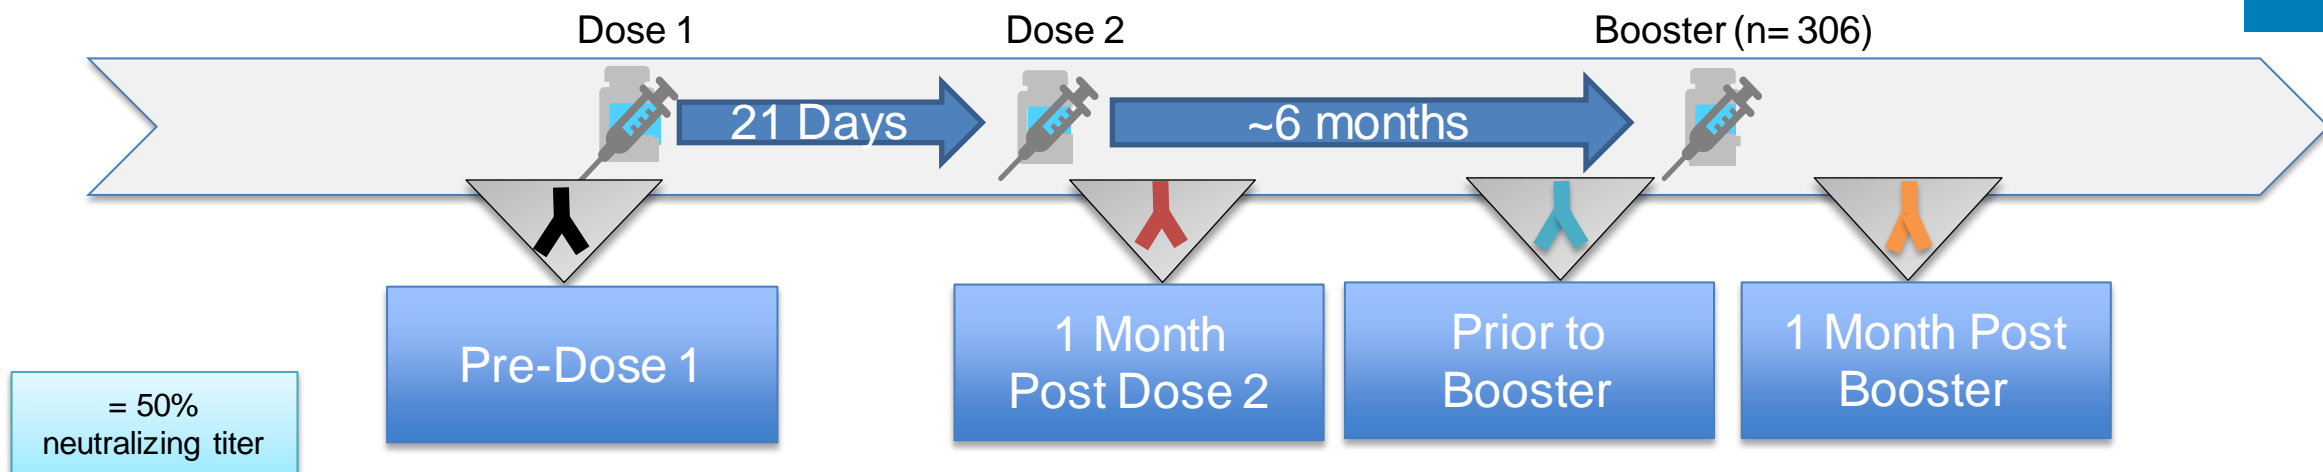 Dose 1
Dose 2
Booster (n= 306)
21 Days
~6 months
Pre-Dose 1
1 Month
Post Dose 2
Prior to
Booster
1 Month Post
Booster
= 50%
neutralizing titer